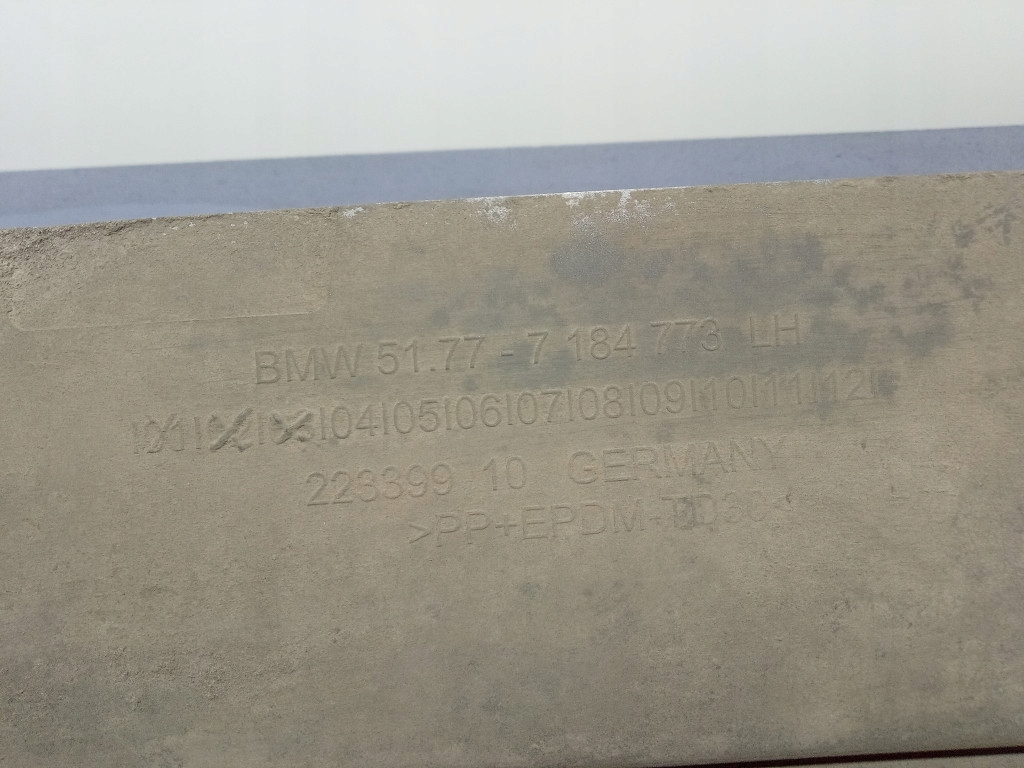 BMW 51.77 - 7 184 773 LH
|04|05|06|07|08|09|10|11|12|
223399 10 GERMANY
>PP+EPDM-TD30<